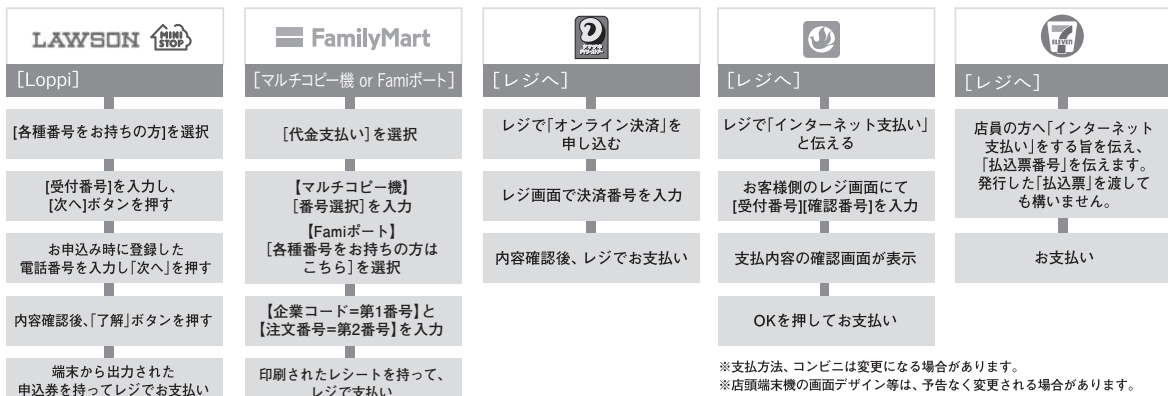 LAWSON MINI STOP
[Loppi]
[各種番号をお持ちの方]を選択
[受付番号]を入力し、
[次へ]ボタンを押す
お申込み時に登録した
電話番号を入力し「次へ」を押す
内容確認後、「了解」ボタンを押す
端末から出力された
申込券を持ってレジでお支払い
FamilyMart
[マルチコピー機 or Famiポート]
[代金支払い]を選択
【マルチコピー機】
[番号選択]を入力
【Famiポート】
[各種番号をお持ちの方は
こちら]を選択
【企業コード=第1番号】と
【注文番号=第2番号】を入力
印刷されたレシートを持って、
レジで支払い
[レジへ]
レジで「オンライン決済」を
申し込む
レジ画面で決済番号を入力
内容確認後、レジでお支払い
[レジへ]
レジで「インターネット支払い」
と伝える
お客様側のレジ画面にて
[受付番号][確認番号]を入力
支払内容の確認画面が表示
OKを押してお支払い
7 ELEVEN
[レジへ]
店員の方へ「インターネット
支払い」をする旨を伝え、
「払込票番号」を伝えます。
発行した「払込票」を渡して
も構いません。
お支払い
※支払方法、コンビニは変更になる場合があります。
※店頭端末機の画面デザイン等は、予告なく変更される場合があります。